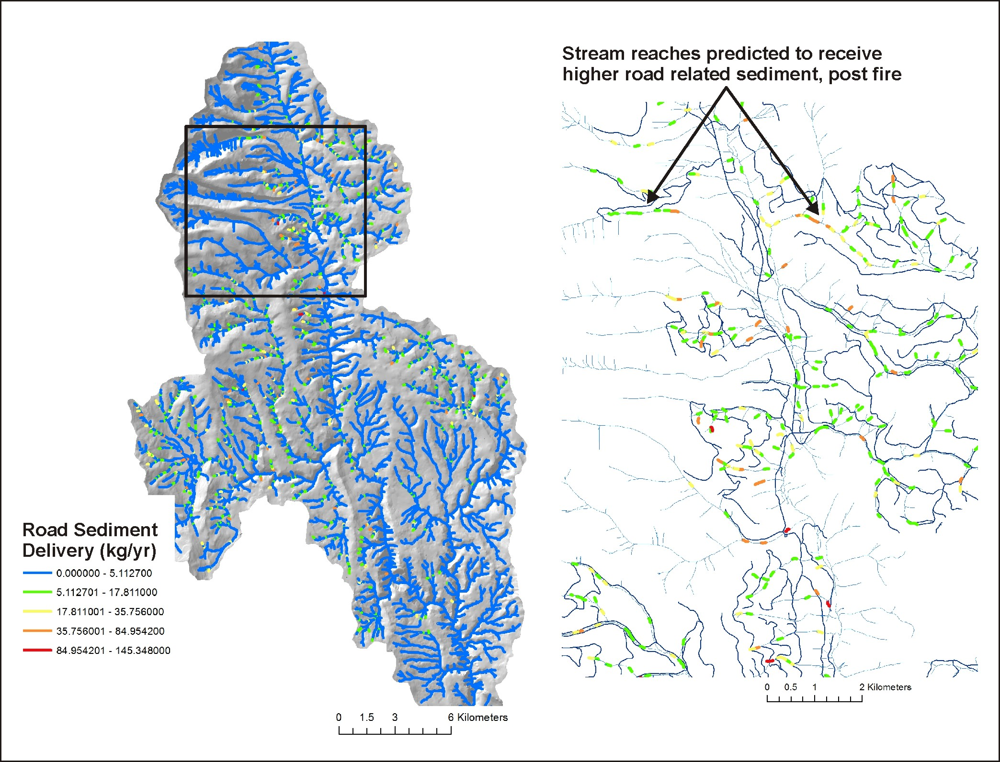 Stream reaches predicted to receive
higher road related sediment, post fire
Road Sediment
Delivery (kg/yr)
0.000000 - 5.112700
5.112701 - 17.811000
17.811001 - 35.756000
35.756001 - 84.954200
84.954201 - 145.348000
0 0.5 1 2 Kilometers
0 1.5 3 6 Kilometers